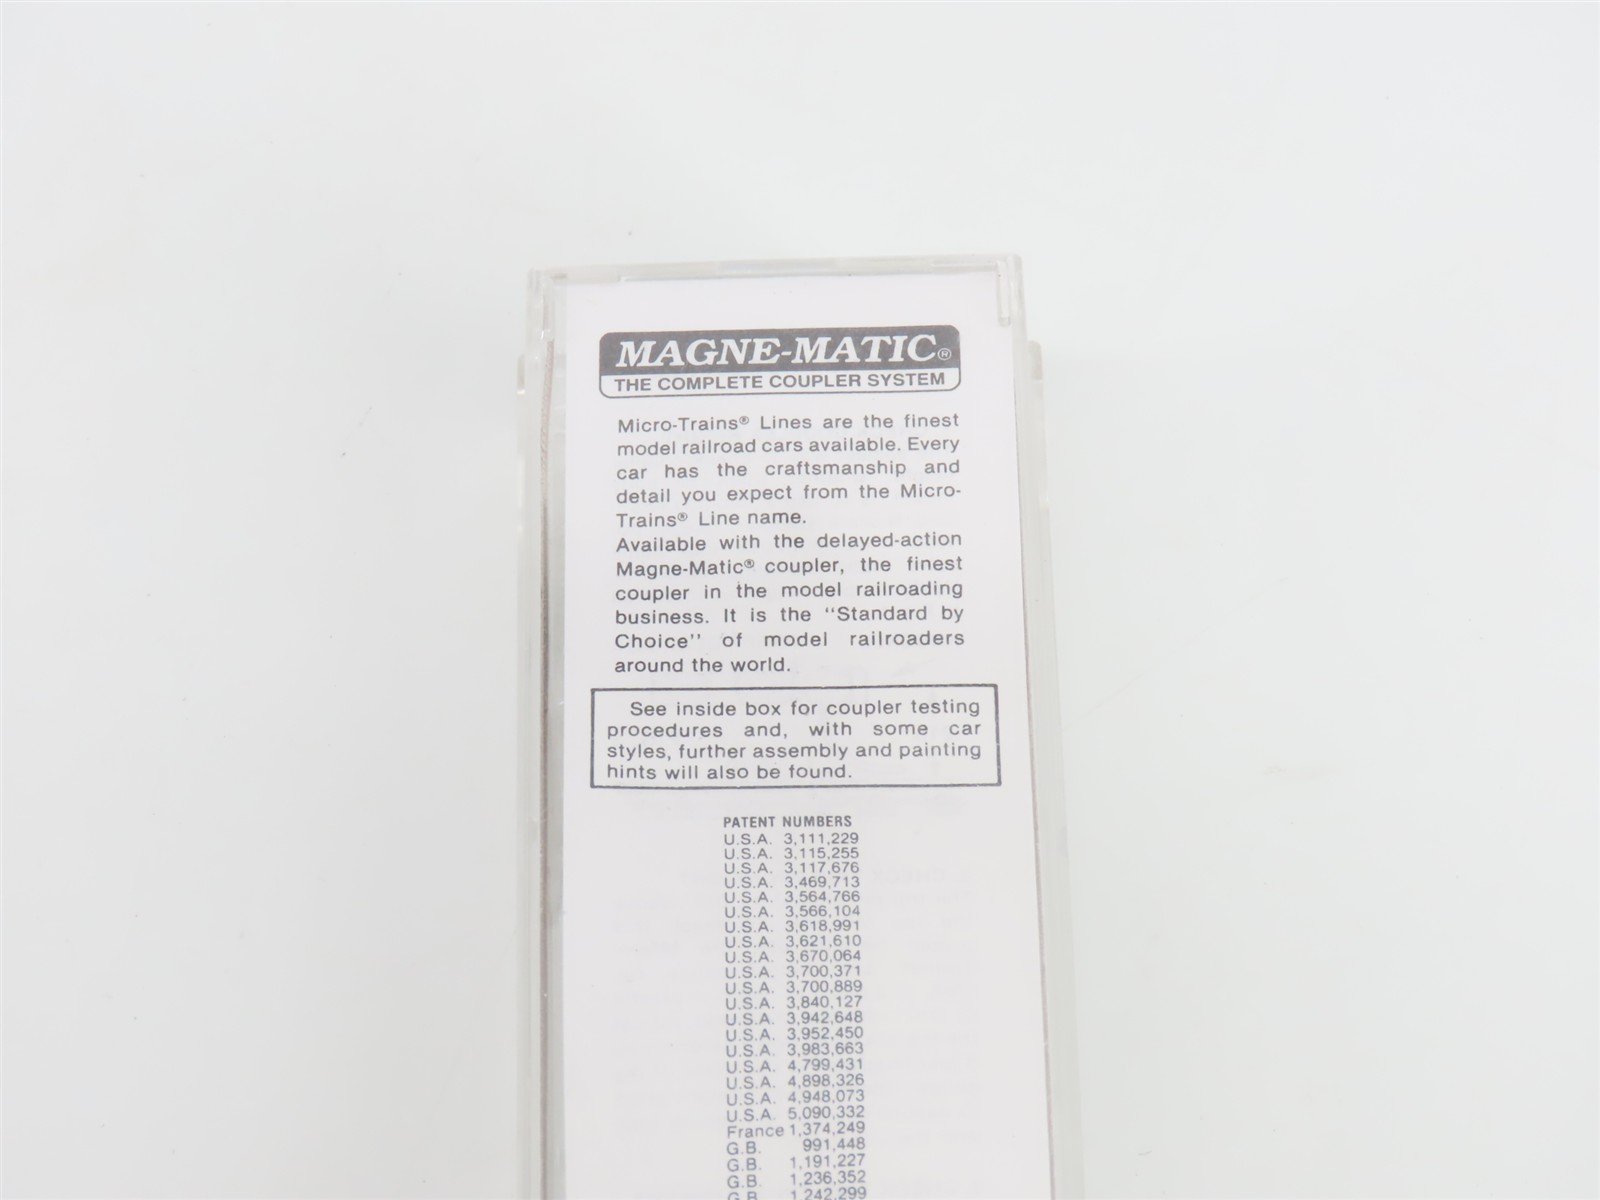 MAGNE-MATIC®
THE COMPLETE COUPLER SYSTEM
Micro-Trains® Lines are the finest
model railroad cars available. Every
car has the craftsmanship and
detail you expect from the Micro-
Trains® Line name.
Available with the delayed-action
Magne-Matic® coupler, the finest
coupler in the model railroading
business. It is the "Standard by
Choice" of model railroaders
around the world.
See inside box for coupler testing
procedures and, with some car
styles, further assembly and painting
hints will also be found.
PATENT NUMBERS
U.S.A. 3,111,229
U.S.A. 3,115,255
U.S.A. 3,117,676
U.S.A. 3,469,713
U.S.A. 3,564,766
U.S.A. 3,566,104
U.S.A. 3,618,991
U.S.A. 3,621,610
U.S.A. 3,670,064
U.S.A. 3,700,371
U.S.A. 3,700,889
U.S.A. 3,840,127
U.S.A. 3,942,648
U.S.A. 3,952,450
U.S.A. 3,983,663
U.S.A. 4,799,431
U.S.A. 4,898,326
U.S.A. 4,948,073
U.S.A. 5,090,332
France 1,374,249
G.B. 991,448
G.B. 1,191,227
G.B. 1,236,352
G.B. 1,242,299